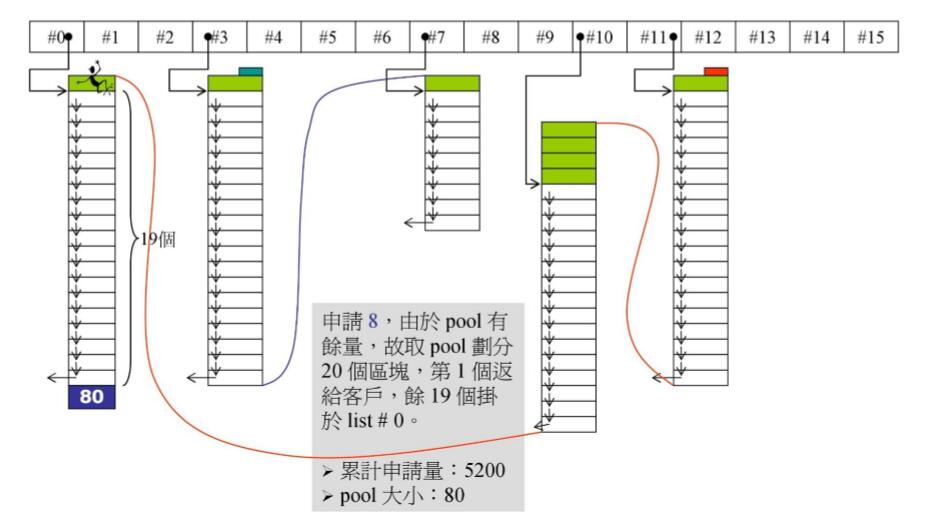 #0 #1 #2 #3 #4 #5 #6 #7 #8 #9 #10 #11 #12 #13 #14 #15
19個
80
申請 8，由於 pool 有
餘量，故取 pool 劃分
20 個區塊，第 1 個返
給客戶，餘 19 個掛
於 list # 0。
➢ 累計申請量：5200
➢ pool 大小：80